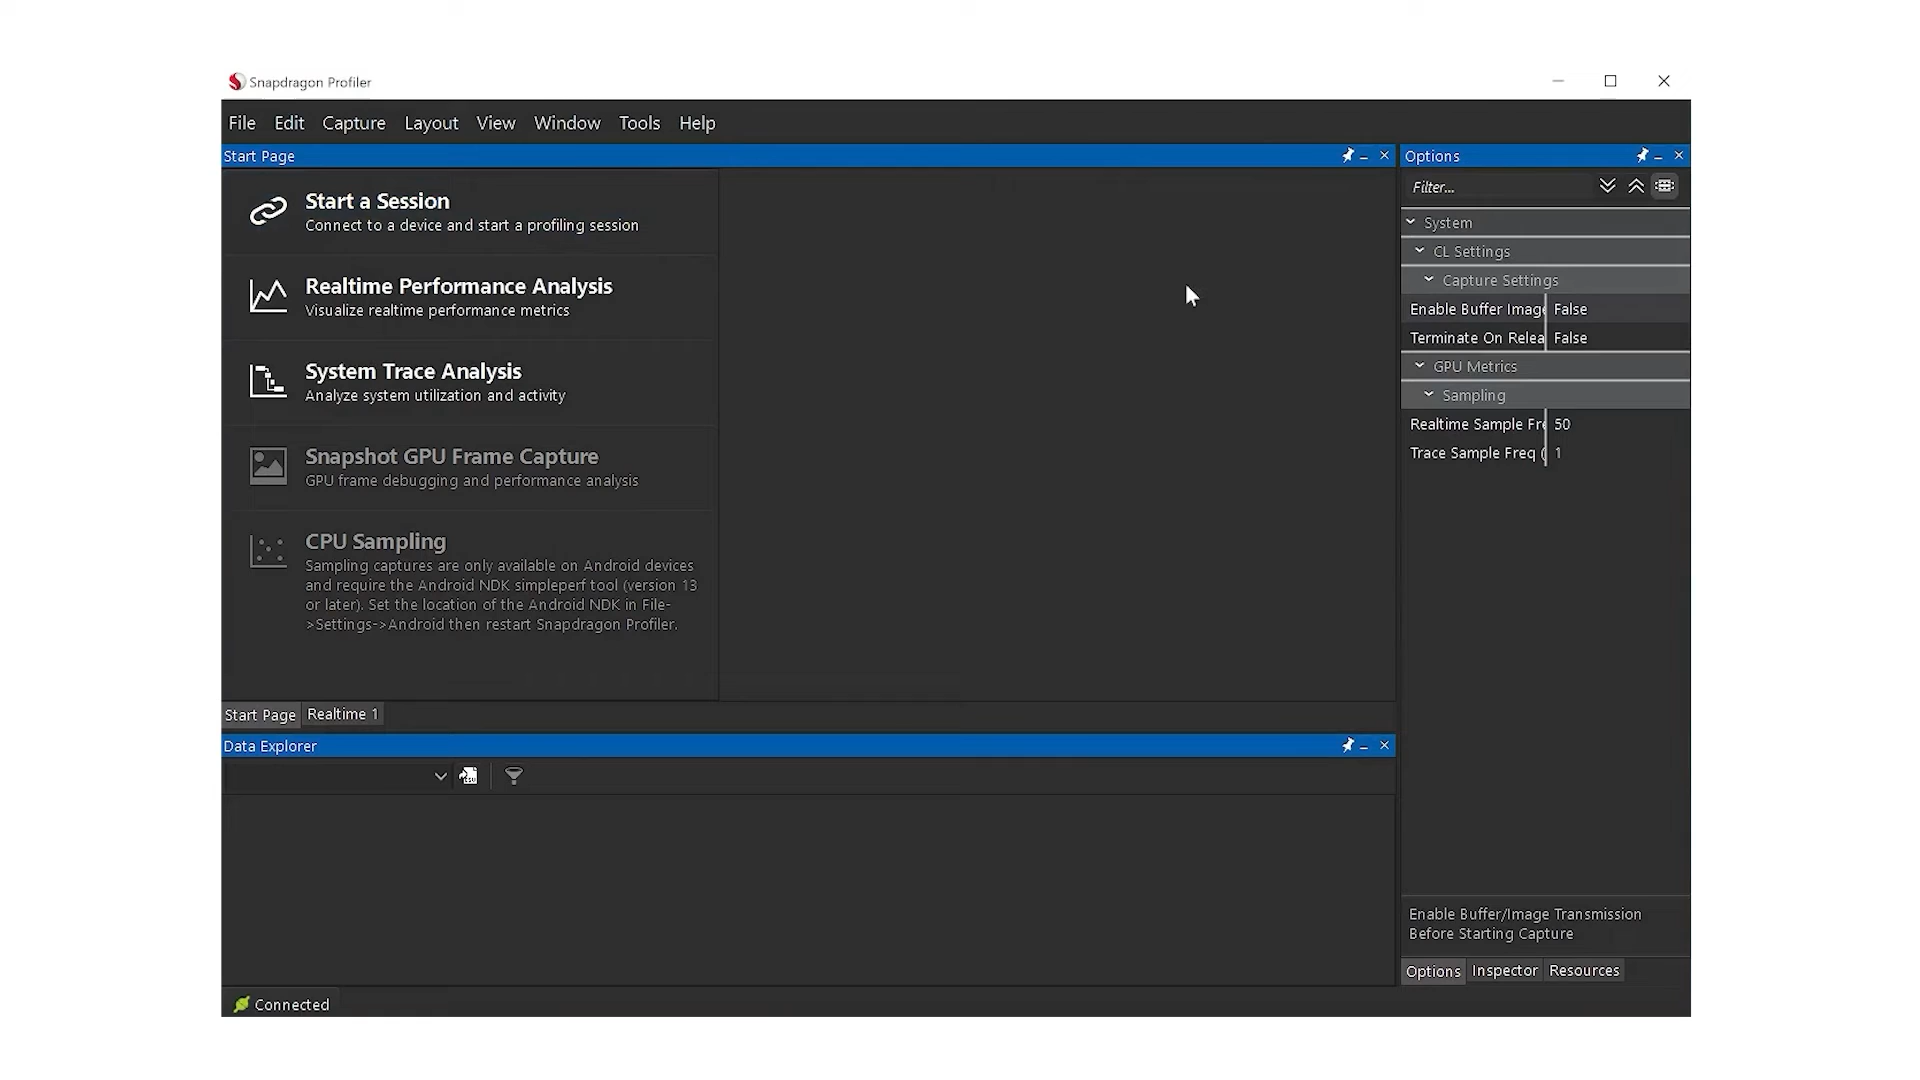 Snapdragon Profiler
File Edit Capture Layout View Window Tools Help
Start Page
Start a Session
Connect to a device and start a profiling session
Realtime Performance Analysis
Visualize realtime performance metrics
System Trace Analysis
Analyze system utilization and activity
Snapshot GPU Frame Capture
GPU frame debugging and performance analysis
CPU Sampling
Sampling captures are only available on Android devices
and require the Android NDK simpleperf tool (version 13
or later). Set the location of the Android NDK in File-
>Settings->Android then restart Snapdragon Profiler.
Start Page Realtime 1
Data Explorer
Connected
Options
Filter...
System
CL Settings
Capture Settings
Enable Buffer Image False
Terminate On Relea False
GPU Metrics
Sampling
Realtime Sample Fre 50
Trace Sample Freq ( 1
Enable Buffer/Image Transmission
Before Starting Capture
Options Inspector Resources